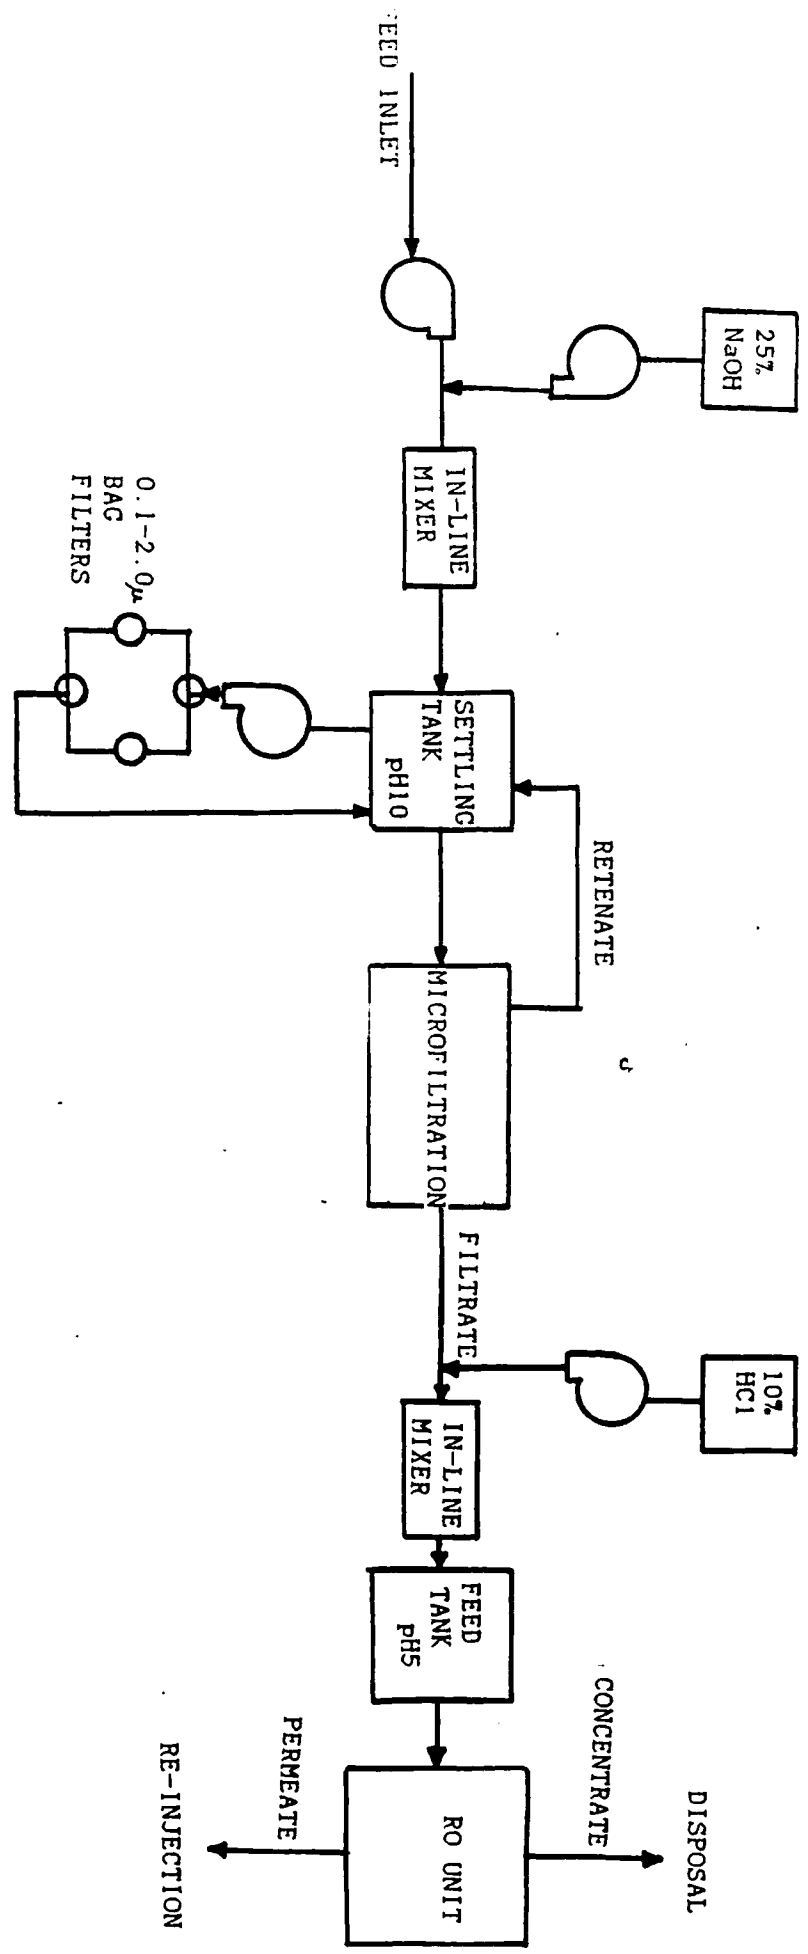 FEED INLET
25%
NaOH
IN-LINE
MIXER
0.1-2.0μ
BAG
FILTERS
SETTLING
TANK
pH10
RETENATE
MICROFILTRATION
FILTRATE
10%
HCl
IN-LINE
MIXER
FEED
TANK
pH5
RO UNIT
CONCENTRATE
DISPOSAL
PERMEATE
RE-INJECTION